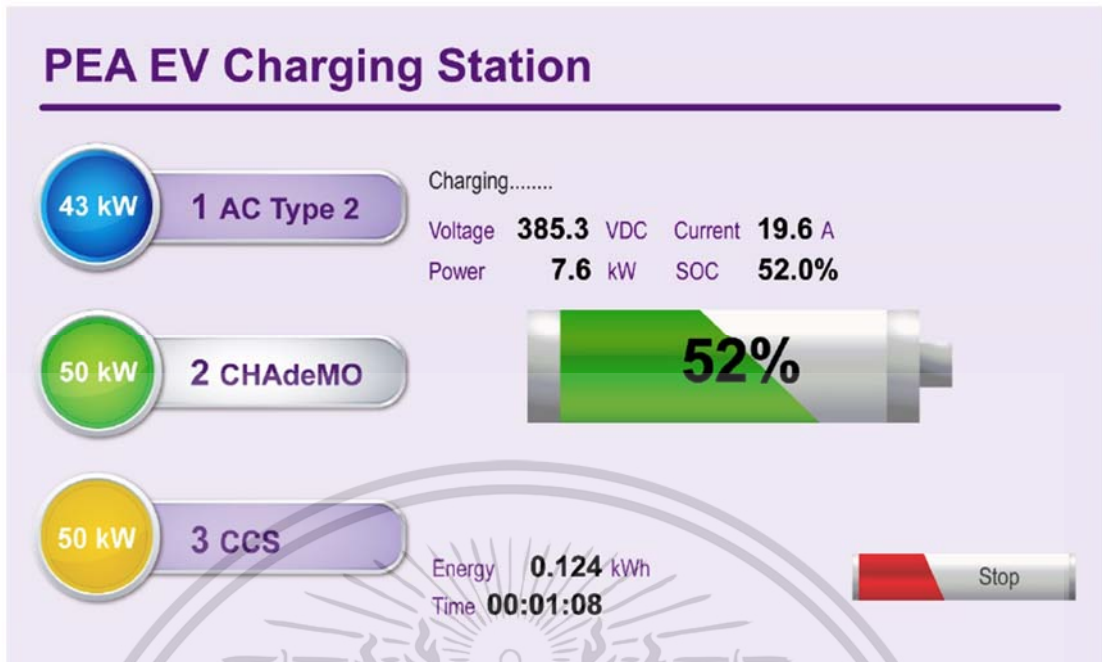 PEA EV Charging Station
43 kW 1 AC Type 2
Charging........
Voltage 385.3 VDC Current 19.6 A
Power 7.6 kW SOC 52.0%
50 kW 2 CHAdeMO
52%
50 kW 3 CCS
Energy 0.124 kWh
Time 00:01:08
Stop